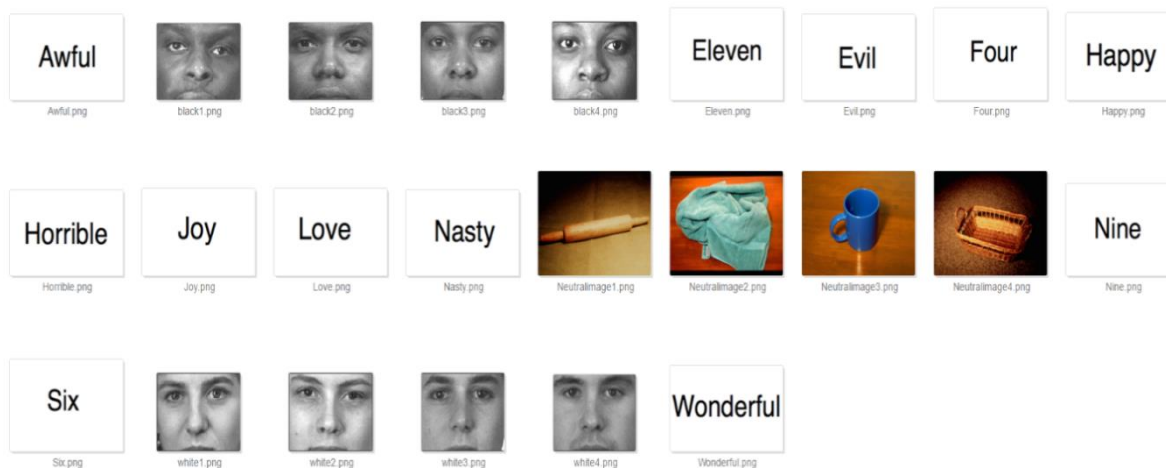 Awful
Eleven
Evil
Four
Happy
Awful.png
black1.png
black2.png
black3.png
black4.png
Eleven.png
Evil.png
Four.png
Happy.png
Horrible
Joy
Love
Nasty
Nine
Horrible.png
Joy.png
Love.png
Nasty.png
NeutralImage1.png
NeutralImage2.png
NeutralImage3.png
NeutralImage4.png
Nine.png
Six
Wonderful
Six.png
white1.png
white2.png
white3.png
white4.png
Wonderful.png